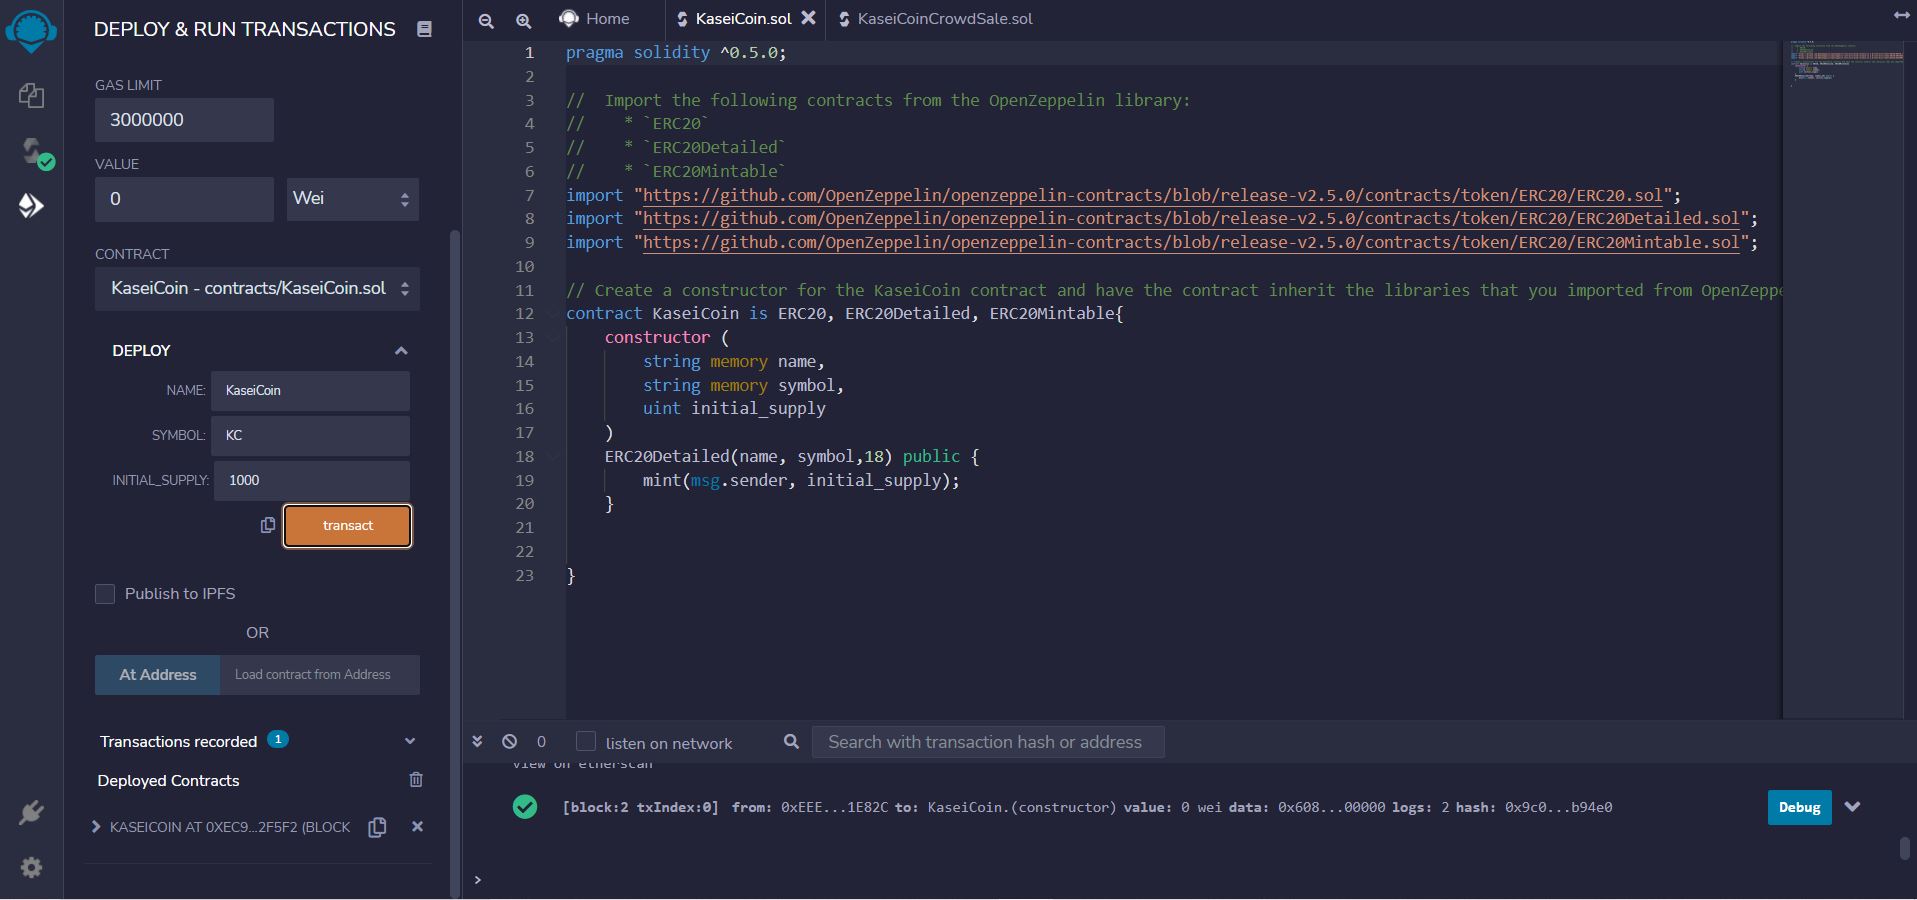 DEPLOY & RUN TRANSACTIONS
GAS LIMIT
3000000
VALUE
0
Wei
CONTRACT
KaseiCoin - contracts/KaseiCoin.sol
DEPLOY
NAME:
KaseiCoin
SYMBOL:
KC
INITIAL_SUPPLY:
1000
transact
Publish to IPFS
OR
At Address
Load contract from Address
Transactions recorded 1
Deployed Contracts
KASEICOIN AT 0XEC9...2F5F2 (BLOCK
Home
KaseiCoin.sol
KaseiCoinCrowdSale.sol
1 pragma solidity ^0.5.0;
2
3 //  Import the following contracts from the OpenZeppelin library:
4 //    * `ERC20`
5 //    * `ERC20Detailed`
6 //    * `ERC20Mintable`
7 import "https://github.com/OpenZeppelin/openzeppelin-contracts/blob/release-v2.5.0/contracts/token/ERC20/ERC20.sol";
8 import "https://github.com/OpenZeppelin/openzeppelin-contracts/blob/release-v2.5.0/contracts/token/ERC20/ERC20Detailed.sol";
9 import "https://github.com/OpenZeppelin/openzeppelin-contracts/blob/release-v2.5.0/contracts/token/ERC20/ERC20Mintable.sol";
10
11 // Create a constructor for the KaseiCoin contract and have the contract inherit the libraries that you imported from OpenZeppe
12 contract KaseiCoin is ERC20, ERC20Detailed, ERC20Mintable{
13     constructor (
14         string memory name,
15         string memory symbol,
16         uint initial_supply
17     )
18     ERC20Detailed(name, symbol,18) public {
19         mint(msg.sender, initial_supply);
20     }
21
22
23 }
0
listen on network
Search with transaction hash or address
view on etherscan
[block:2 txIndex:0] from: 0xEEE...1E82C to: KaseiCoin.(constructor) value: 0 wei data: 0x608...00000 logs: 2 hash: 0x9c0...b94e0
Debug
>